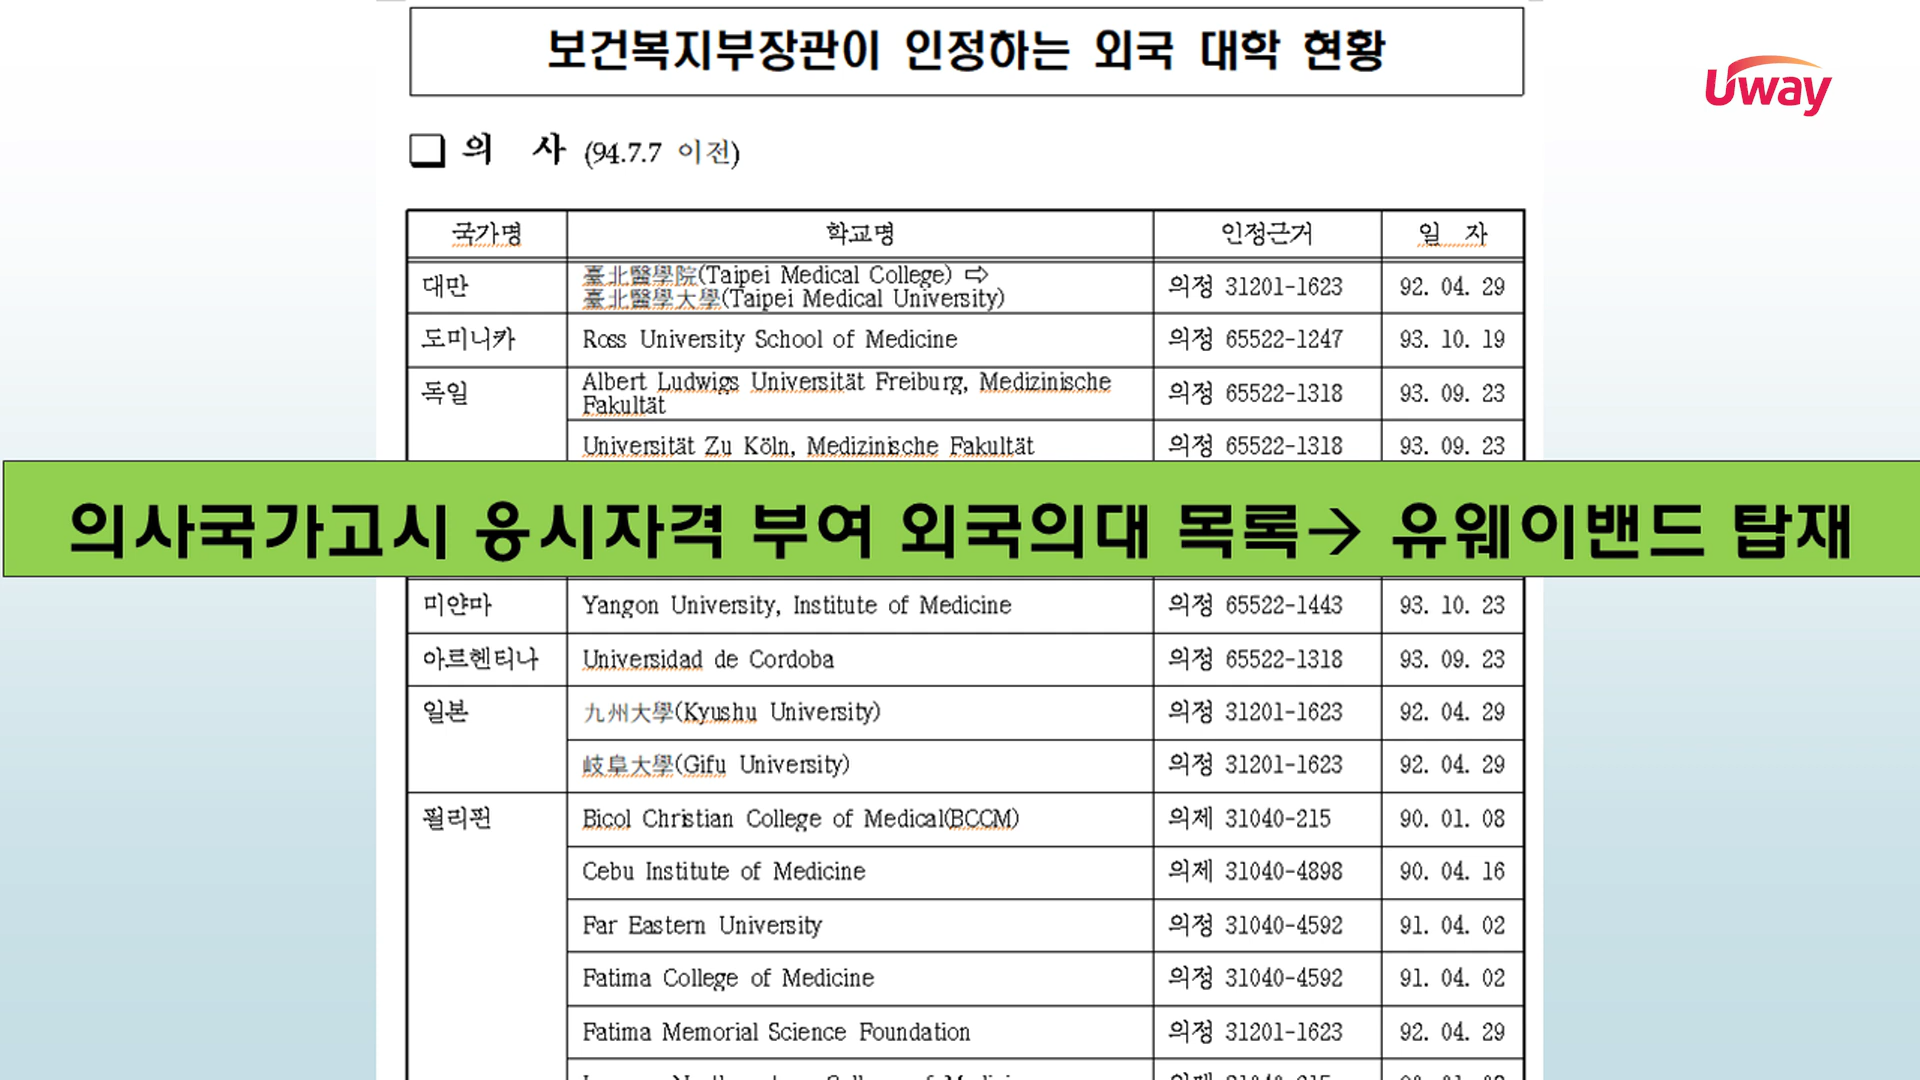 보건복지부장관이 인정하는 외국 대학 현황
Uway
의 사 (94.7.7 이전)
국가명 학교명 인정근거 일 자
대만 臺北醫學院(Taipei Medical College) ⇨
臺北醫學大學(Taipei Medical University) 의정 31201-1623 92. 04. 29
도미니카 Ross University School of Medicine 의정 65522-1247 93. 10. 19
독일 Albert Ludwigs Universität Freiburg, Medizinische
Fakultät 의정 65522-1318 93. 09. 23
Universität Zu Köln, Medizinische Fakultät 의정 65522-1318 93. 09. 23
의사국가고시 응시자격 부여 외국의대 목록→ 유웨이밴드 탑재
미얀마 Yangon University, Institute of Medicine 의정 65522-1443 93. 10. 23
아르헨티나 Universidad de Cordoba 의정 65522-1318 93. 09. 23
일본 九州大學(Kyushu University) 의정 31201-1623 92. 04. 29
岐阜大學(Gifu University) 의정 31201-1623 92. 04. 29
필리핀 Bicol Christian College of Medical(BCCM) 의제 31040-215 90. 01. 08
Cebu Institute of Medicine 의제 31040-4898 90. 04. 16
Far Eastern University 의정 31040-4592 91. 04. 02
Fatima College of Medicine 의정 31040-4592 91. 04. 02
Fatima Memorial Science Foundation 의정 31201-1623 92. 04. 29